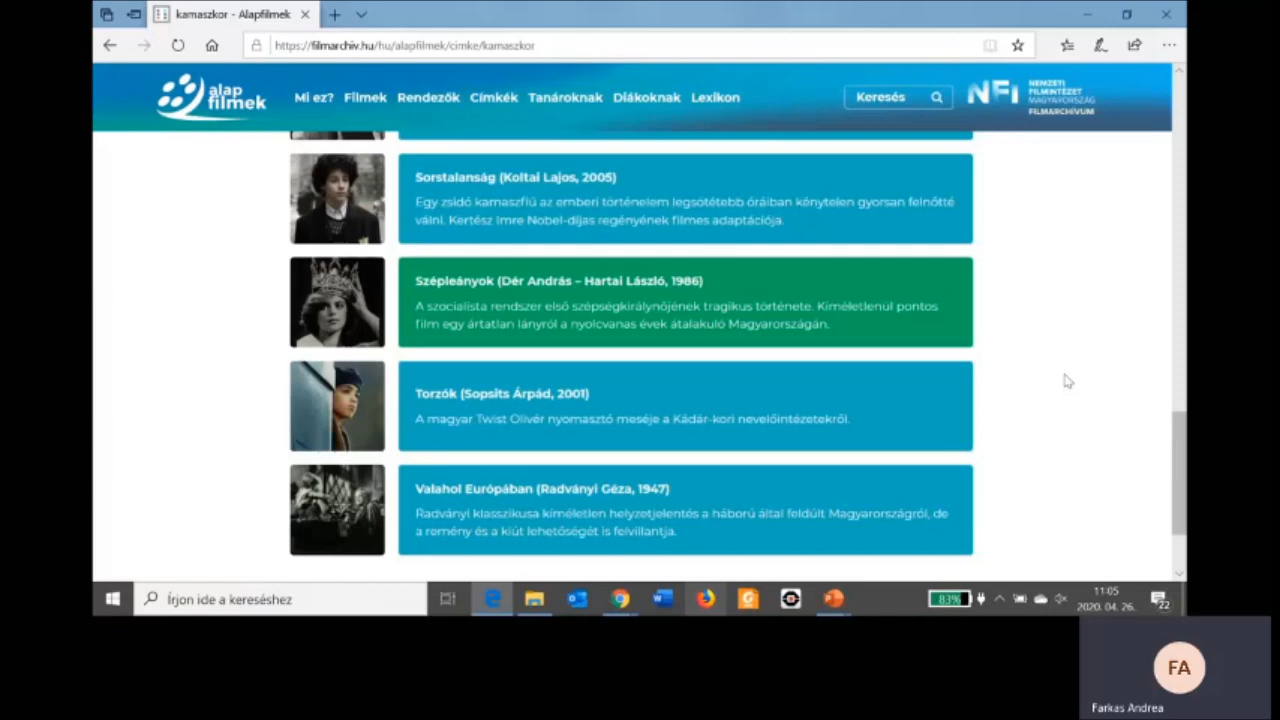 kamaszkor - Alapfilmek
https://filmarchiv.hu/hu/alapfilmek/cimke/kamaszkor
alap
filmek
Mi ez? Filmek Rendezők Címkék Tanároknak Diákoknak Lexikon
Keresés
NFI
NEMZETI
FILMINTÉZET
MAGYARORSZÁG
FILMARCHÍVUM
Sorstalanság (Koltai Lajos, 2005)
Egy zsidó kamaszfiú az emberi történelem legsötétebb óráiban kénytelen gyorsan felnőtté
válni. Kertész Imre Nobel-díjas regényének filmes adaptációja.
Szépleányok (Dér András – Hartai László, 1986)
A szocialista rendszer első szépségkirálynőjének tragikus története. Kíméletlenül pontos
film egy ártatlan lányról a nyolcvanas évek átalakuló Magyarországán.
Torzók (Sopsits Árpád, 2001)
A magyar Twist Olivér nyomasztó meséje a Kádár-kori nevelőintézetekről.
Valahol Európában (Radványi Géza, 1947)
Radványi klasszikusa kíméletlen helyzetjelentés a háború által feldúlt Magyarországról, de
a remény és a kiút lehetőségét is felvillantja.
Írjon ide a kereséshez
83%
11:05
2020. 04. 26.
22
FA
Farkas Andrea